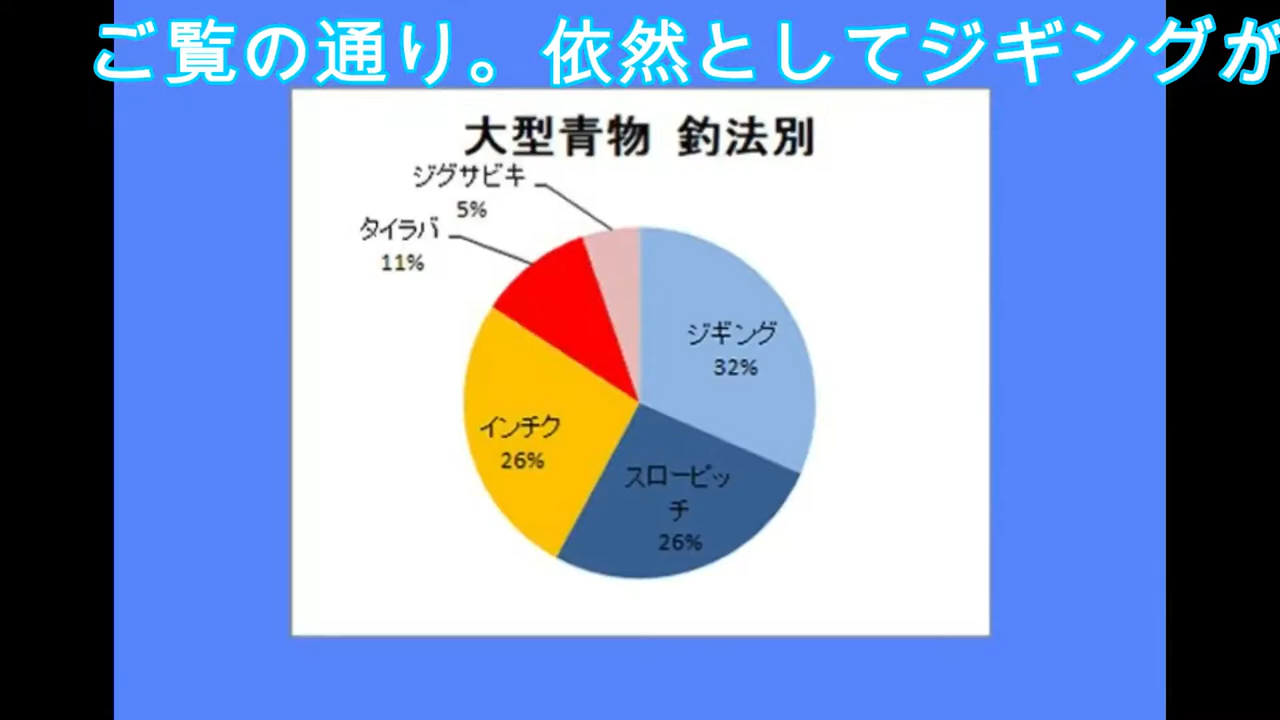 ご覧の通り。依然としてジギングが
大型青物 釣法別
ジグサビキ
5%
タイラバ
11%
ジギング
32%
インチク
26%
スローピッ
チ
26%